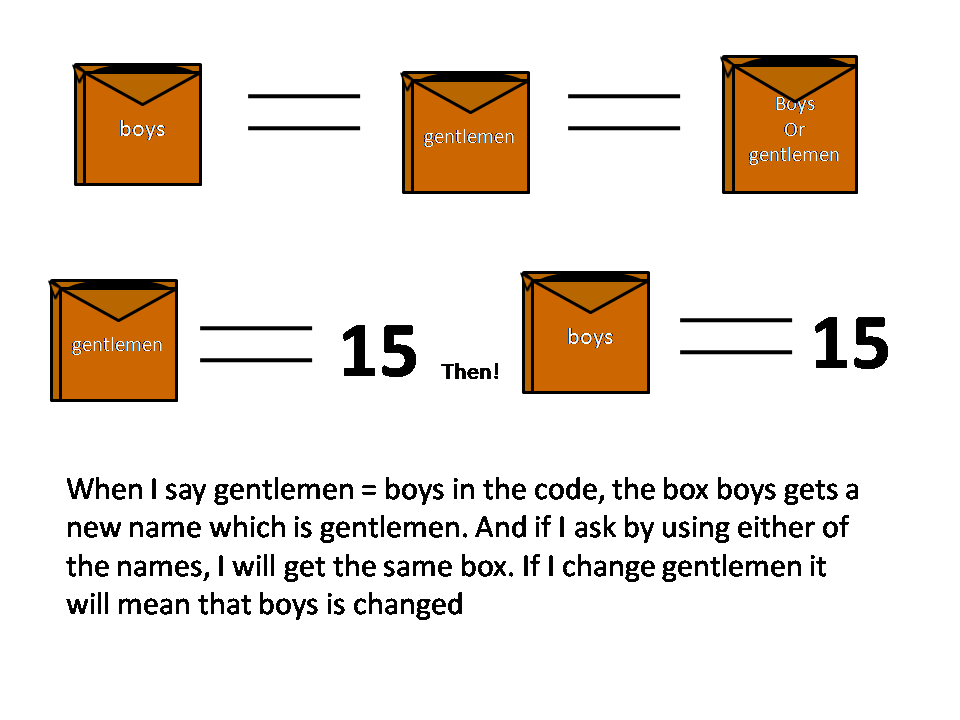 boys
gentlemen
Boys
Or
gentlemen
gentlemen
15
Then!
boys
15
When I say gentlemen = boys in the code, the box boys gets a
new name which is gentlemen. And if I ask by using either of
the names, I will get the same box. If I change gentlemen it
will mean that boys is changed